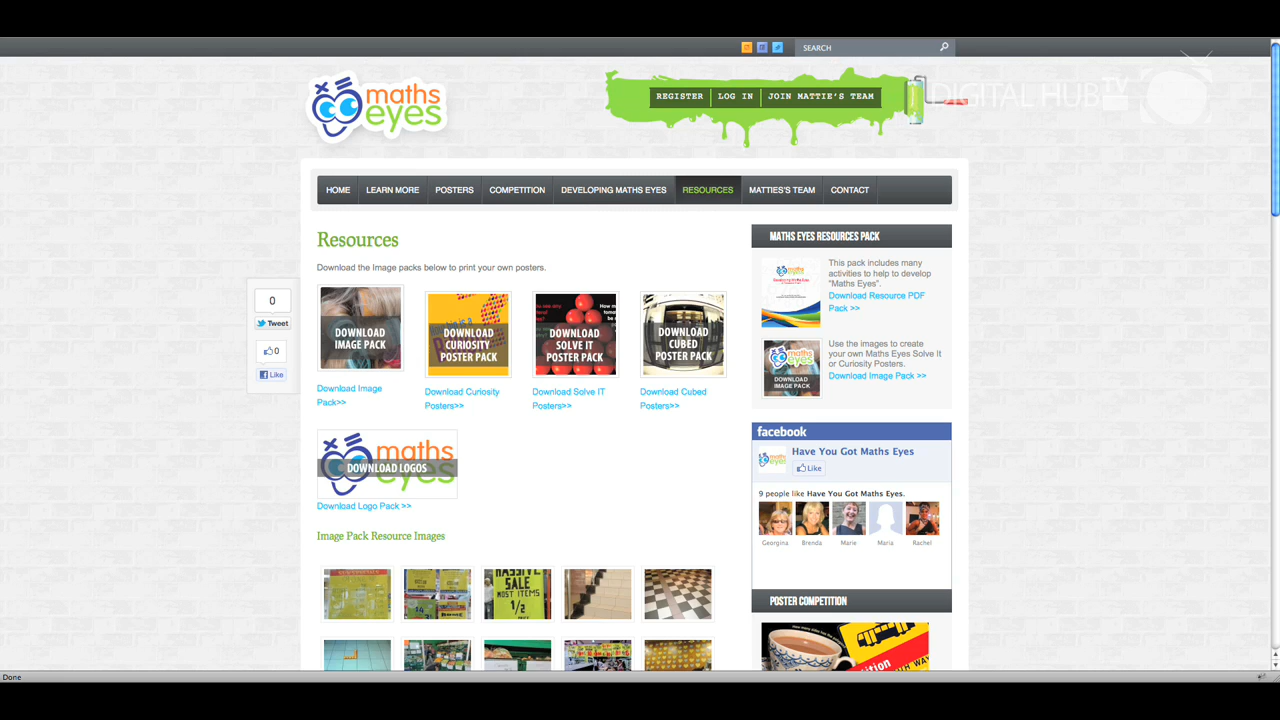 SEARCH
maths
eyes
REGISTER
LOG IN
JOIN MATTIE'S TEAM
DIGITAL HUB TV
HOME
LEARN MORE
POSTERS
COMPETITION
DEVELOPING MATHS EYES
RESOURCES
MATTIES'S TEAM
CONTACT
Resources
Download the Image packs below to print your own posters.
0
Tweet
0
Like
DOWNLOAD
IMAGE PACK
Download Image
Pack>>
DOWNLOAD
CURIOSITY
POSTER PACK
Download Curiosity
Posters>>
DOWNLOAD
SOLVE IT
POSTER PACK
Download Solve IT
Posters>>
DOWNLOAD
CUBED
POSTER PACK
Download Cubed
Posters>>
maths
DOWNLOAD LOGOS
eyes
Download Logo Pack >>
Image Pack Resource Images
MASSIVE
SALE
MOST ITEMS
1/2
MATHS EYES RESOURCES PACK
This pack includes many
activities to help to develop
"Maths Eyes".
Download Resource PDF
Pack >>
maths
eyes
DOWNLOAD
IMAGE PACK
Use the images to create
your own Maths Eyes Solve It
or Curiosity Posters.
Download Image Pack >>
facebook
Have You Got Maths Eyes
Like
9 people like Have You Got Maths Eyes.
Georgina
Brenda
Marie
Maria
Rachel
POSTER COMPETITION
Done